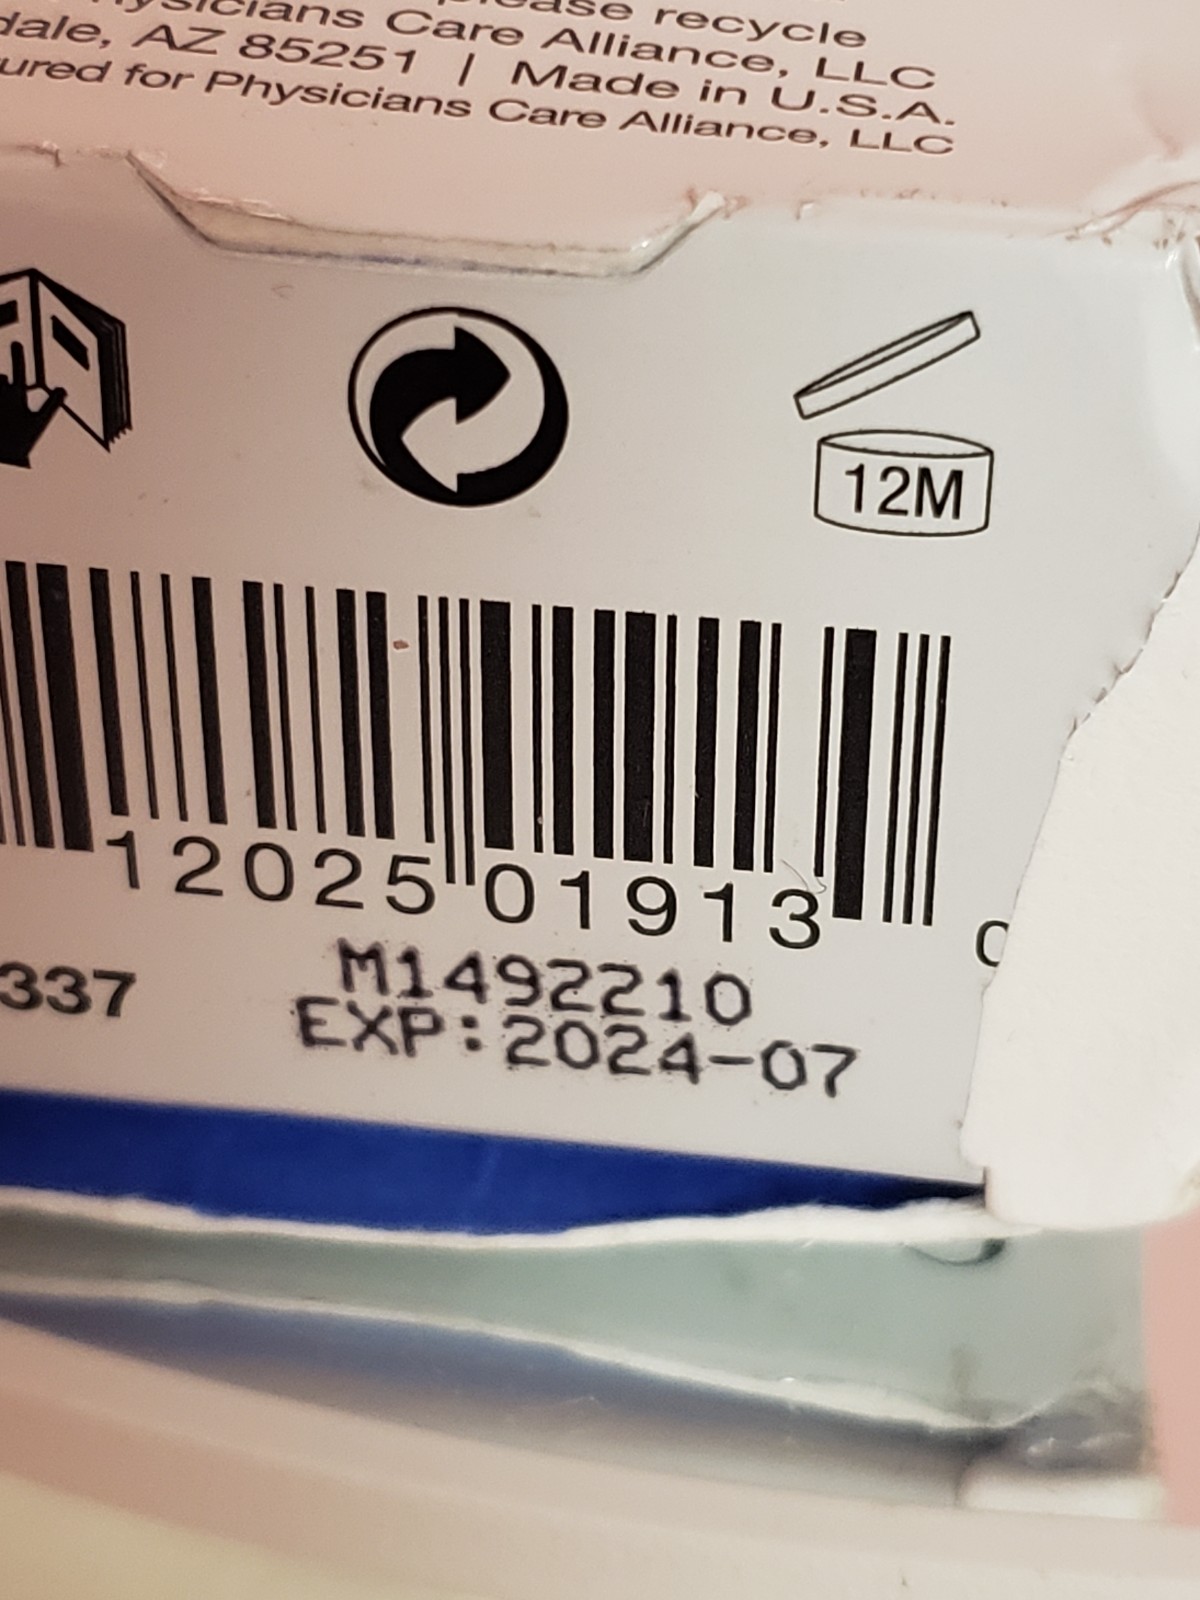 please recycle
Physicians Care Alliance, LLC
dale, AZ 85251 | Made in U.S.A.
ured for Physicians Care Alliance, LLC
12M
12025 01913
337
M1492210
EXP:2024-07